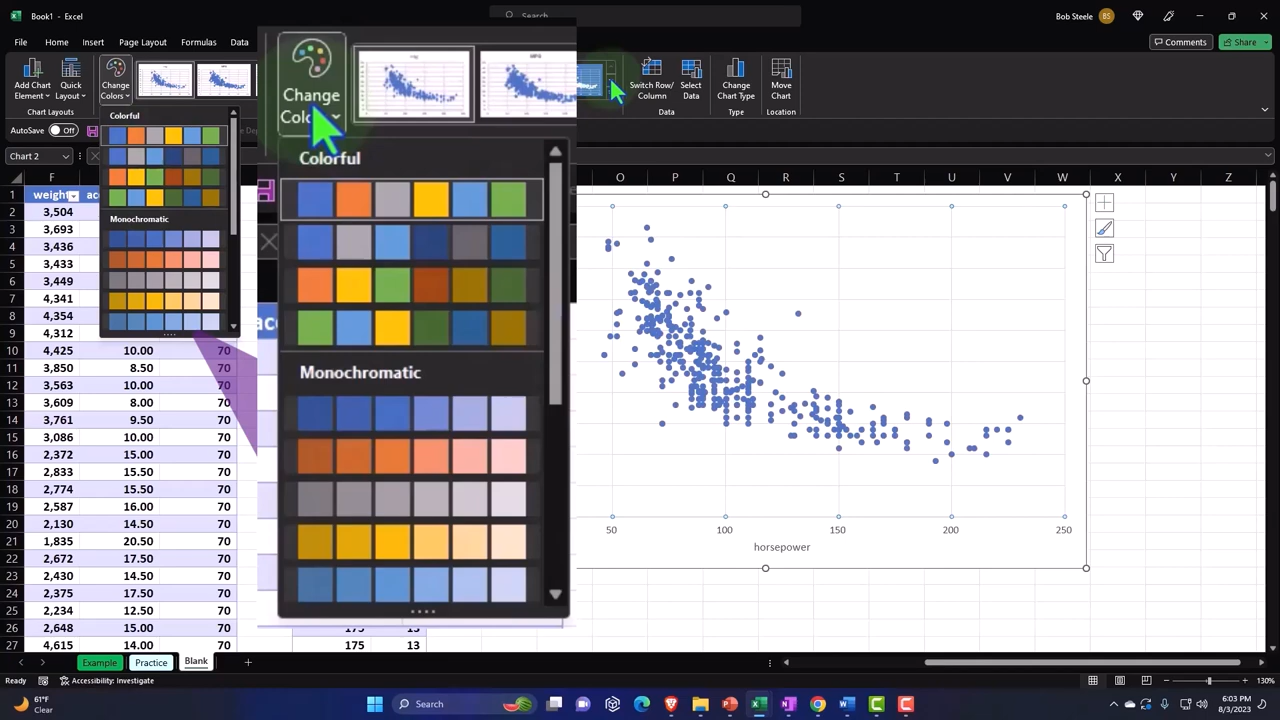 Book1 - Excel
Search
Bob Steele
BS
File Home Insert Page Layout Formulas Data
Comments
Share
Add Chart Element
Quick Layout
Change Colors
Switch Row/ Column
Select Data
Change Chart Type
Move Chart
Chart Layouts
Data
Type
Location
AutoSave Off
Chart 2
Colorful
Monochromatic
Change
Colorful
Monochromatic
F O P Q R S T U V W X Y Z
1 weight
2 3,504
3 3,693
4 3,436
5 3,433
6 3,449
7 4,341
8 4,354
9 4,312
10 4,425 10.00 70
11 3,850 8.50 70
12 3,563 10.00 70
13 3,609 8.00 70
14 3,761 9.50 70
15 3,086 10.00 70
16 2,372 15.00 70
17 2,833 15.50 70
18 2,774 15.50 70
19 2,587 16.00 70
20 2,130 14.50 70
21 1,835 20.50 70
22 2,672 17.50 70
23 2,430 14.50 70
24 2,375 17.50 70
25 2,234 12.50 70
26 2,648 15.00 70 175 13
27 4,615 14.00 70 175 13
50 100 150 200 250
horsepower
Example Practice Blank
Ready
Accessibility: Investigate
130%
61°F
Clear
Search
6:03 PM
8/3/2023